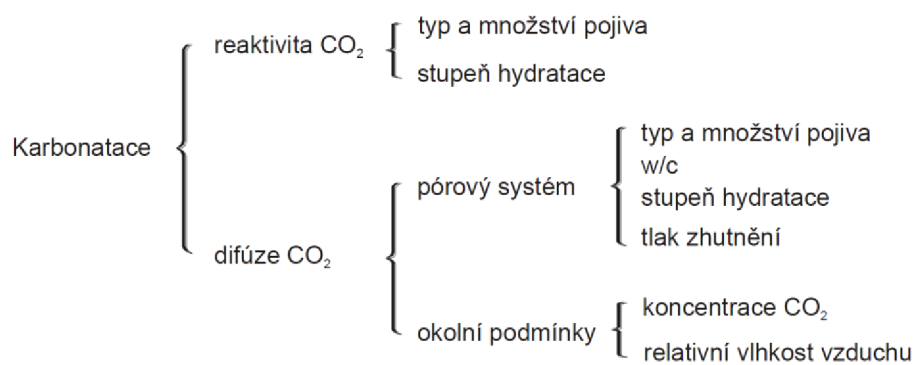 Karbonatace
reaktivita CO₂
typ a množství pojiva
stupeň hydratace
difúze CO₂
pórový systém
typ a množství pojiva
w/c
stupeň hydratace
tlak zhutnění
okolní podmínky
koncentrace CO₂
relativní vlhkost vzduchu